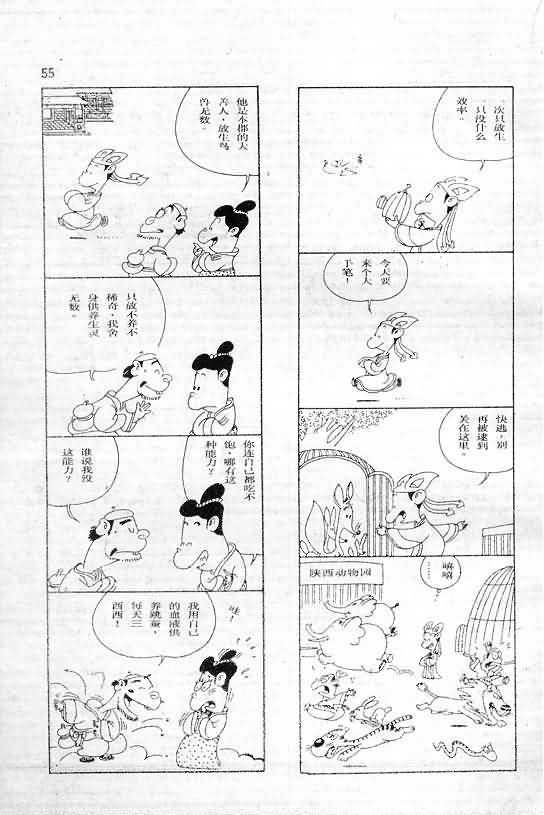 55
一次只放生
一只没什么
效率。
今天要
来个大
手笔！
快逃，别
再被逮到
关在这里。
嘻嘻
……
陕西动物园
他是本郡的大
善人，放生鸟
兽无数。
只放不养不
稀奇，我舍
身供养生灵
无数。
你连自己都吃不
饱，哪有这
种能力？
谁说我没
这能力？
哇！
我用自己
的血液供
养跳蚤，
每天三
西西！